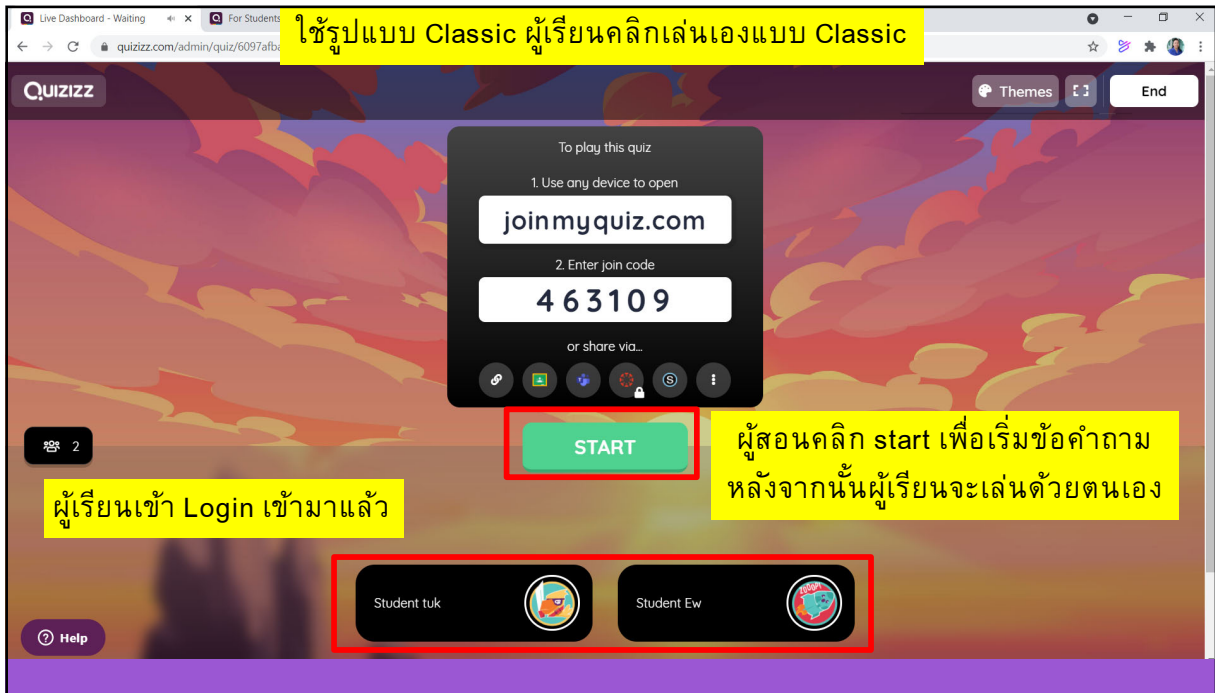 Live Dashboard - Waiting
For Students
quizizz.com/admin/quiz/6097afba
ใช้รูปแบบ Classic ผู้เรียนคลิกเล่นเองแบบ Classic
QUIZIZZ
Themes
End
To play this quiz
1. Use any device to open
joinmyquiz.com
2. Enter join code
463109
or share via...
START
2
ผู้สอนคลิก start เพื่อเริ่มข้อคำถาม
หลังจากนั้นผู้เรียนจะเล่นด้วยตนเอง
ผู้เรียนเข้า Login เข้ามาแล้ว
Student tuk
Student Ew
ZOOOP!
Help